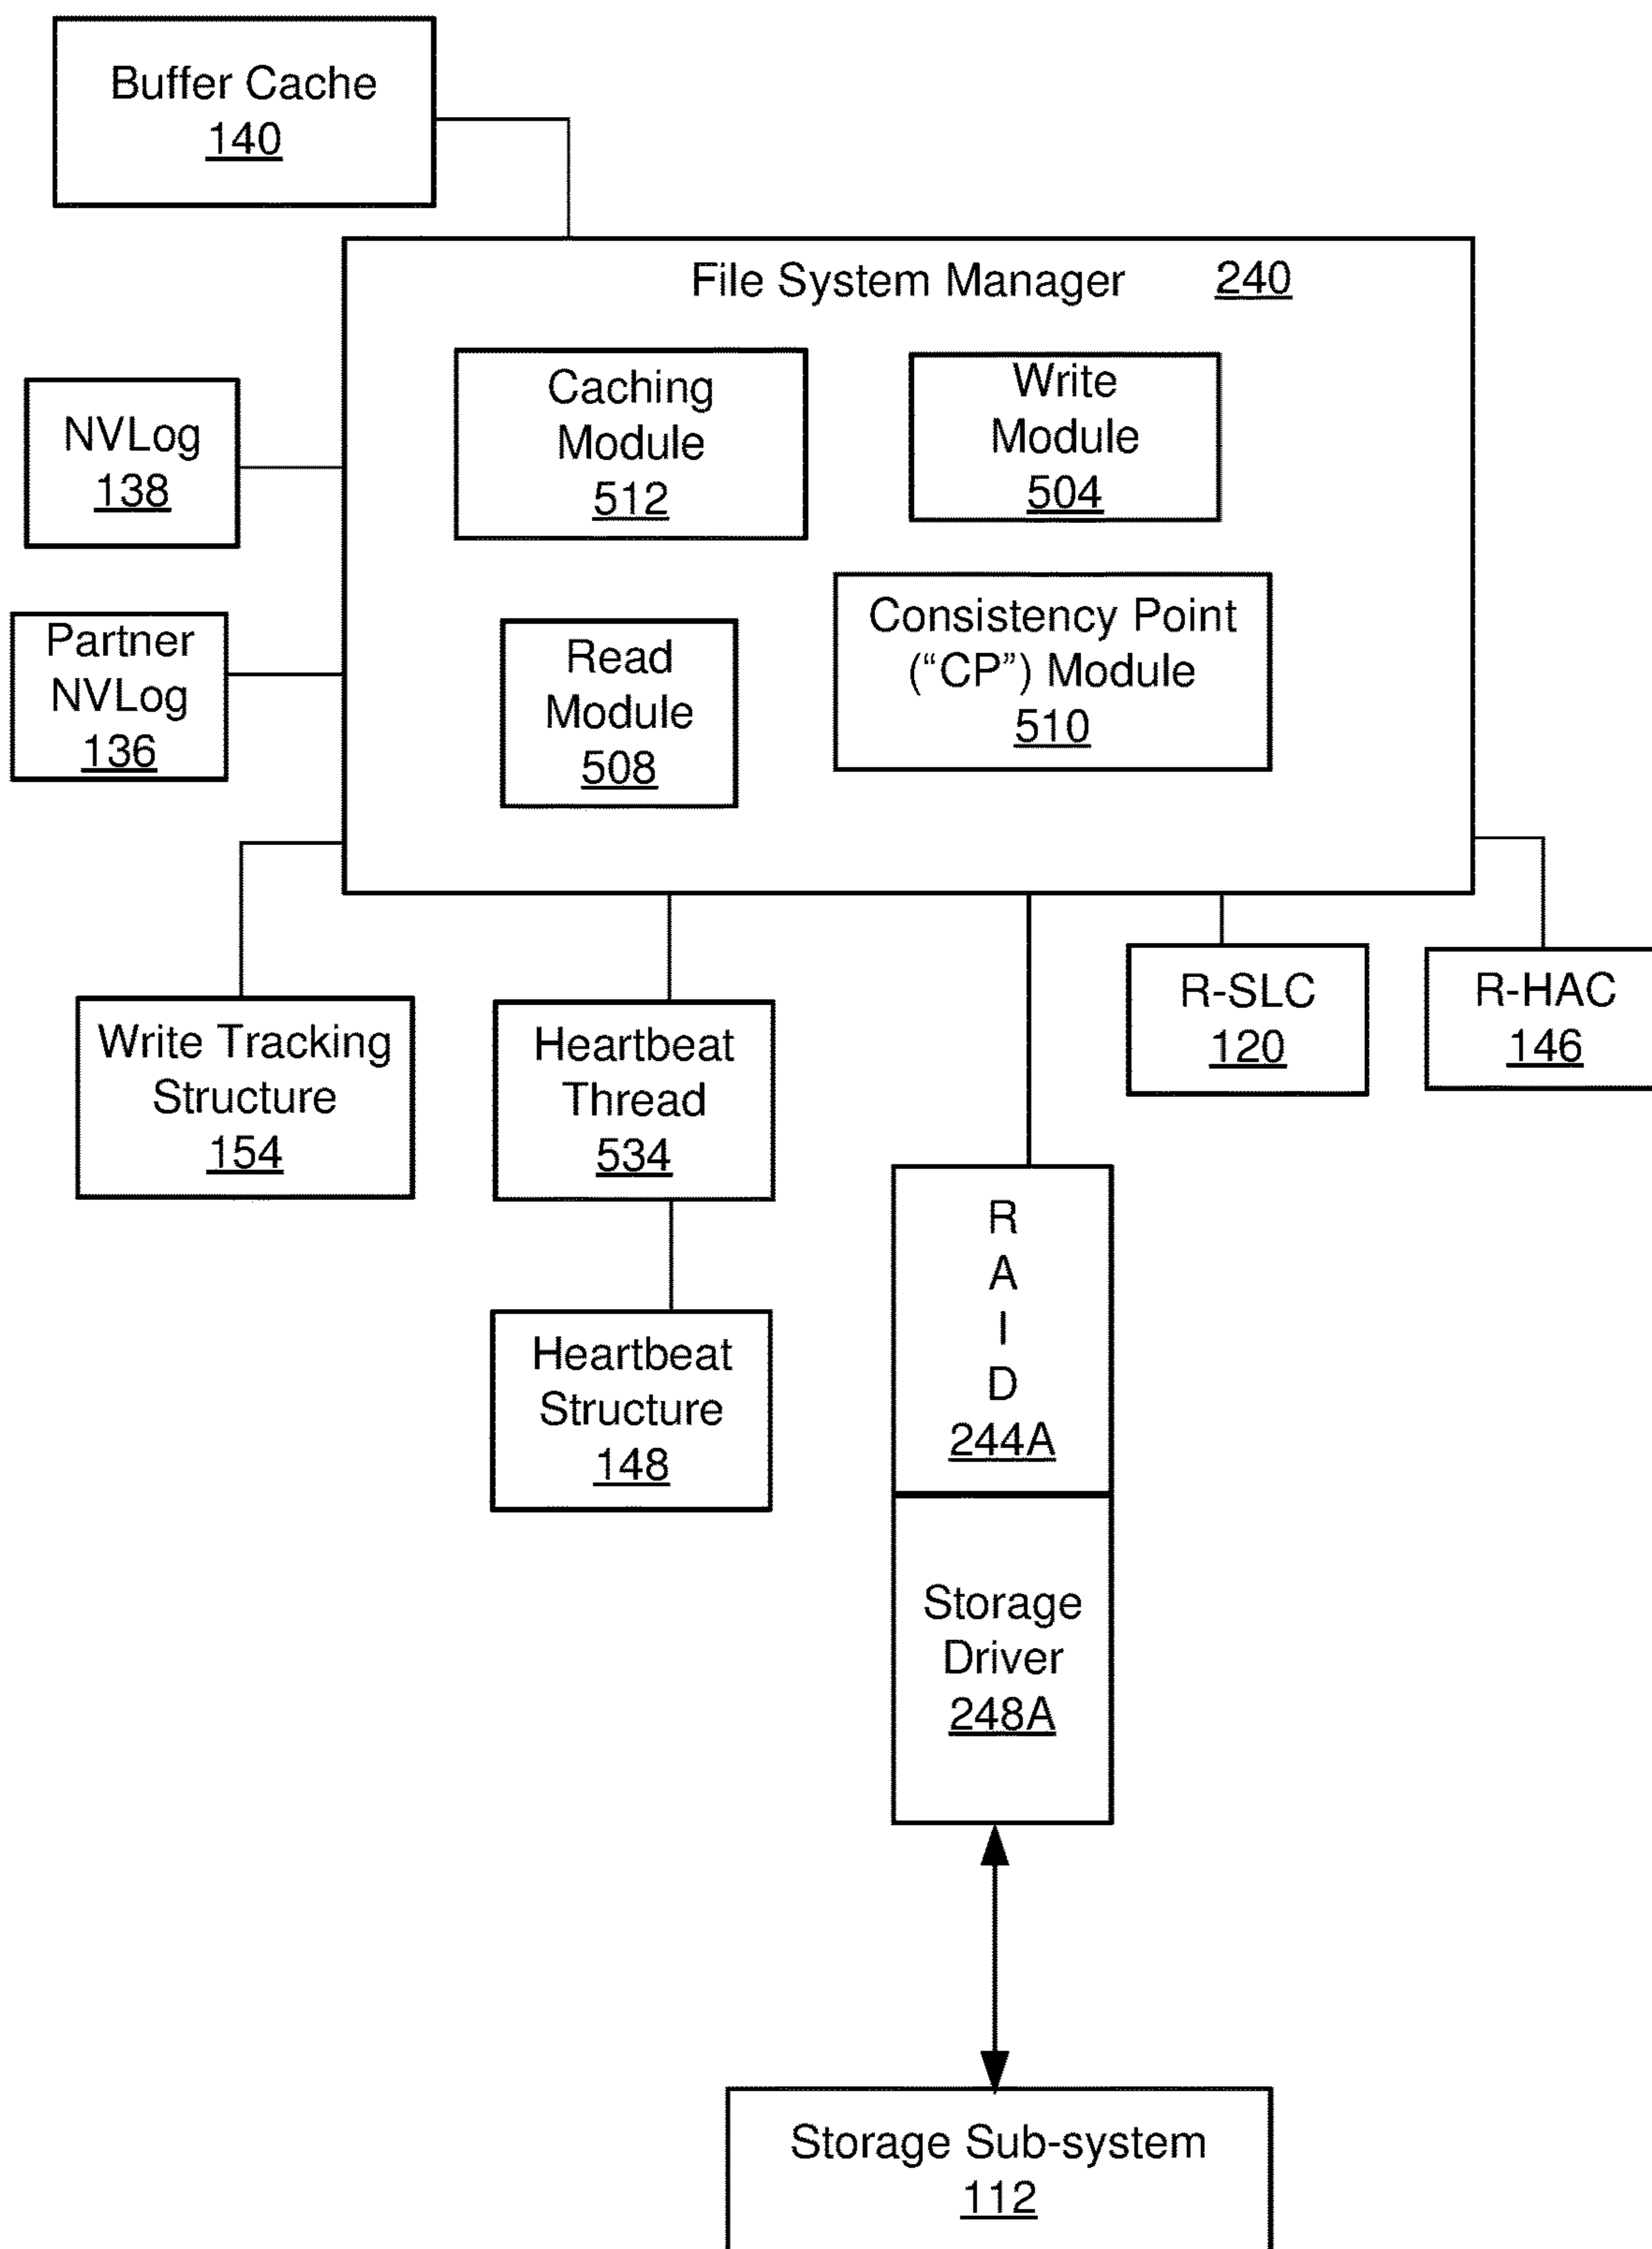 Buffer Cache
140
File System Manager 240
Caching
Module
512
Write
Module
504
NVLog
138
Partner
NVLog
136
Read
Module
508
Consistency Point
(“CP”) Module
510
Write Tracking
Structure
154
Heartbeat
Thread
534
R-SLC
120
R-HAC
146
Heartbeat
Structure
148
R
A
I
D
244A
Storage
Driver
248A
Storage Sub-system
112